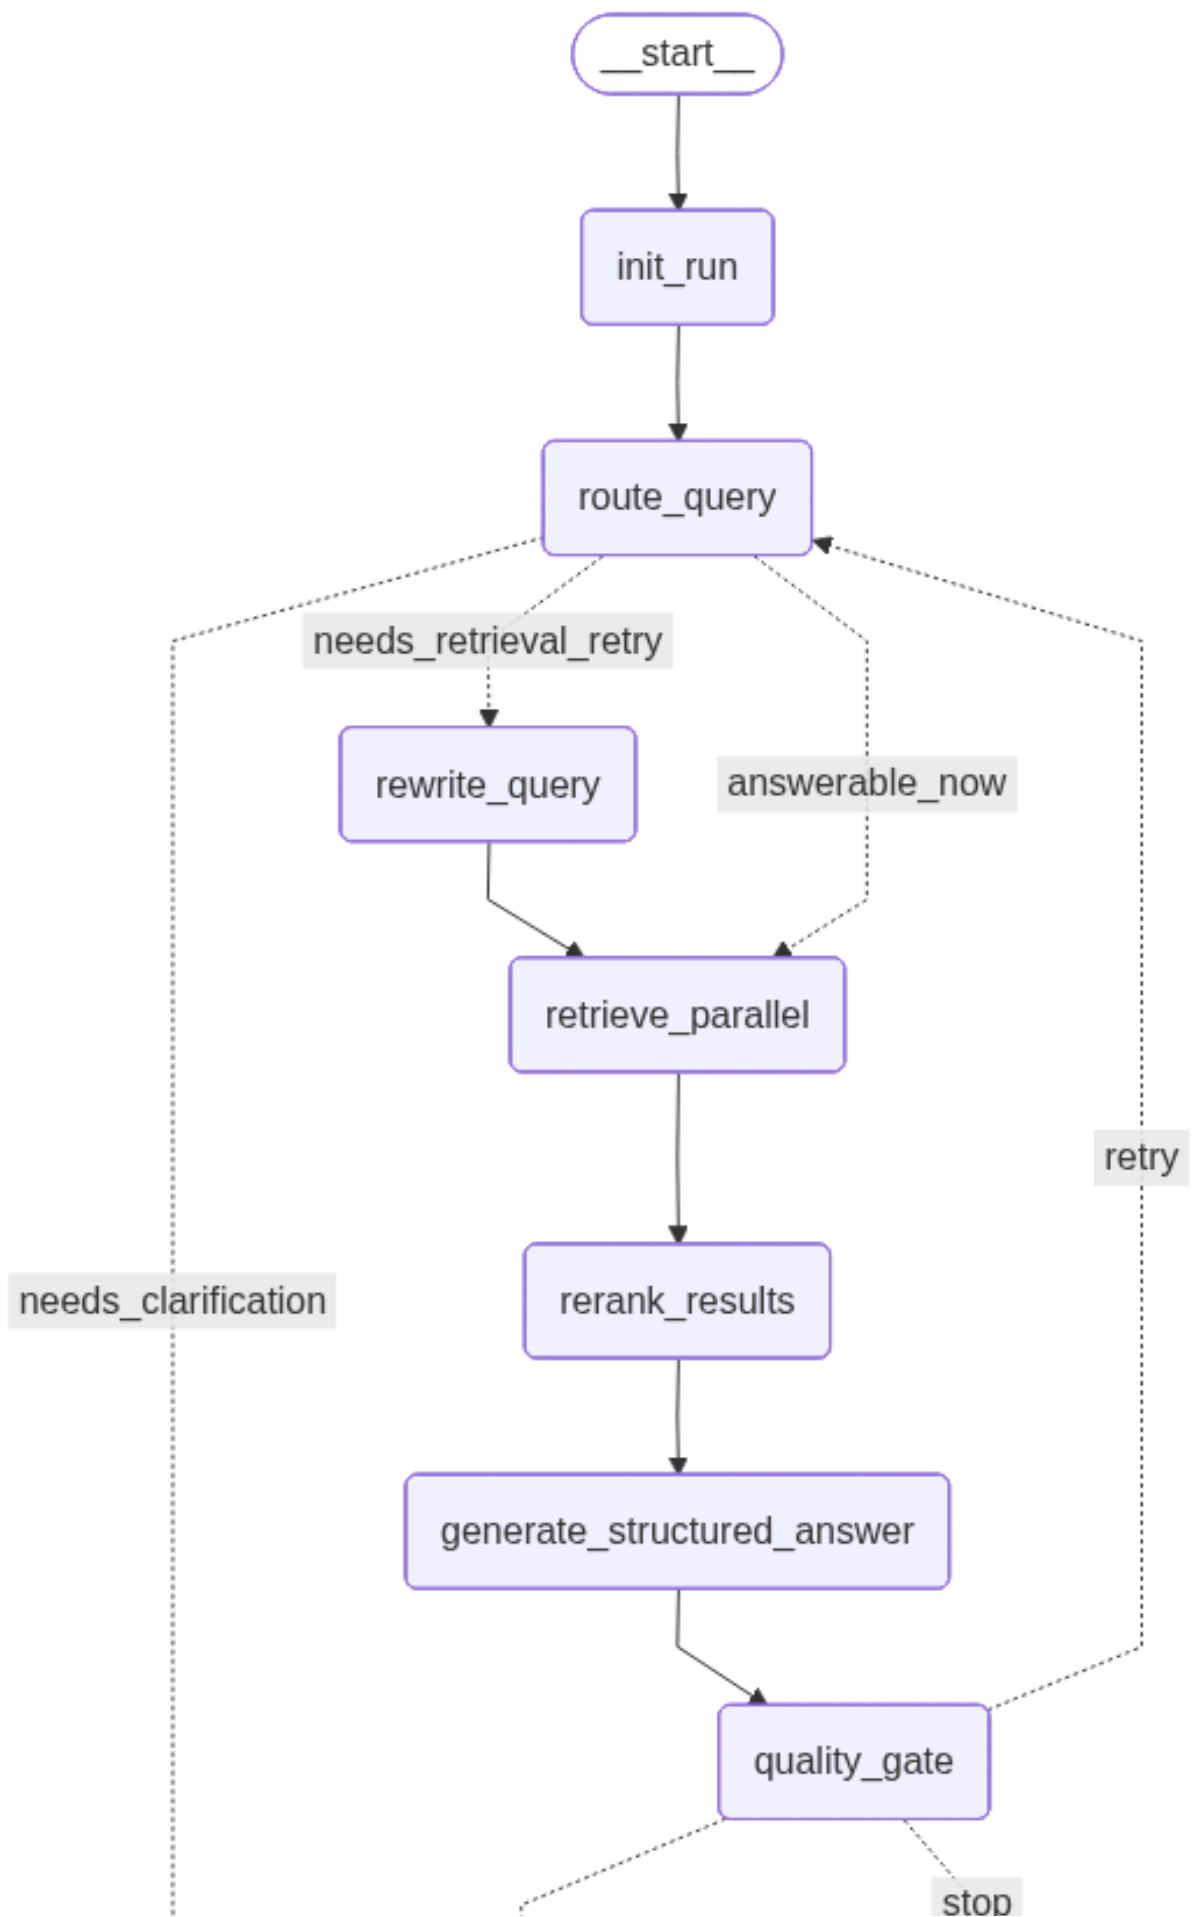 __start__
init_run
route_query
needs_retrieval_retry
rewrite_query
answerable_now
retrieve_parallel
retry
needs_clarification
rerank_results
generate_structured_answer
quality_gate
stop